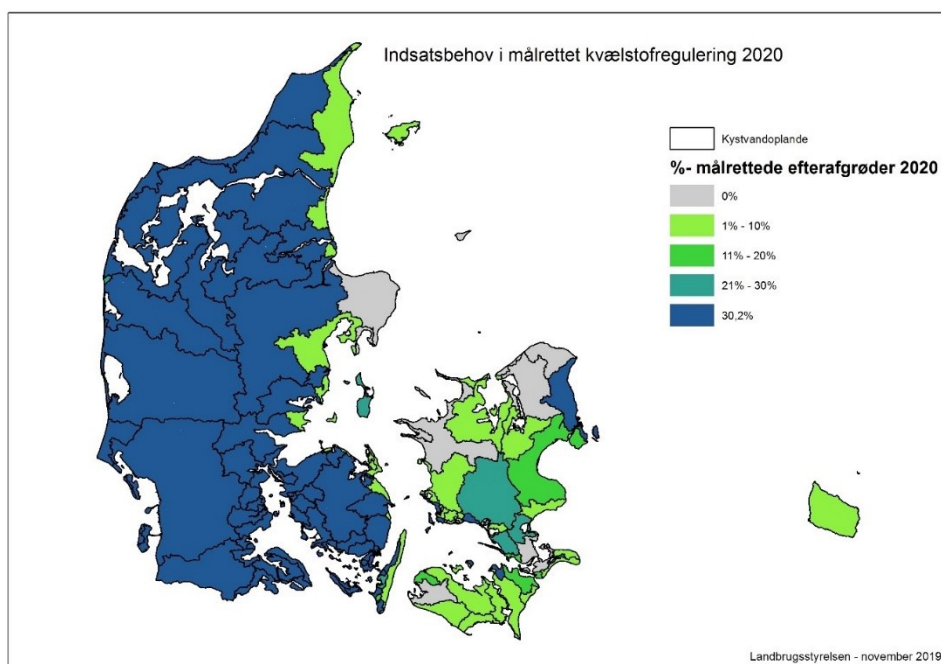 Indsatsbehov i målrettet kvælstofregulering 2020
Kystvandoplande
%- målrettede efterafgrøder 2020
0%
1% - 10%
11% - 20%
21% - 30%
30,2%
Landbrugsstyrelsen - november 2019